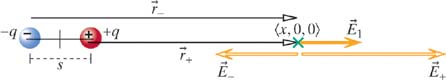 r⃗₋
−q − + +q ⟨x, 0, 0⟩ E⃗₁
r⃗₊
s E⃗₋ E⃗₊